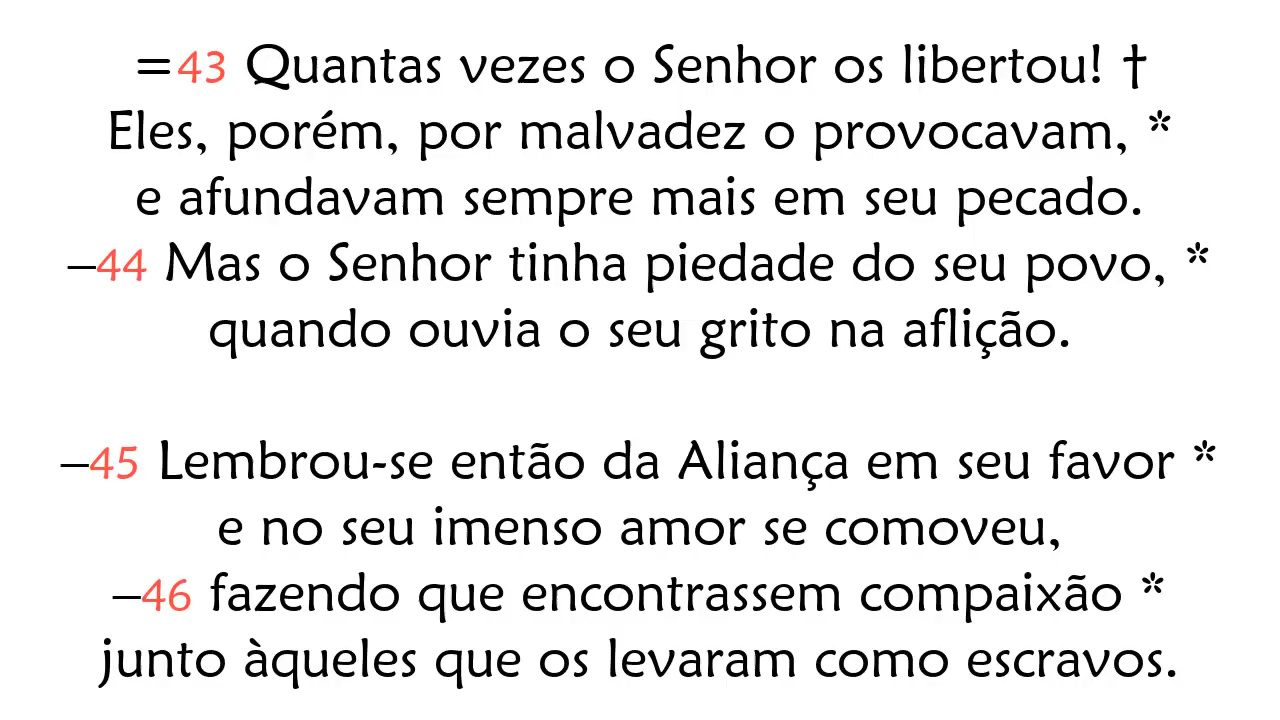 =43 Quantas vezes o Senhor os libertou! †
Eles, porém, por malvadez o provocavam, *
e afundavam sempre mais em seu pecado.
–44 Mas o Senhor tinha piedade do seu povo, *
quando ouvia o seu grito na aflição.
–45 Lembrou-se então da Aliança em seu favor *
e no seu imenso amor se comoveu,
–46 fazendo que encontrassem compaixão *
junto àqueles que os levaram como escravos.